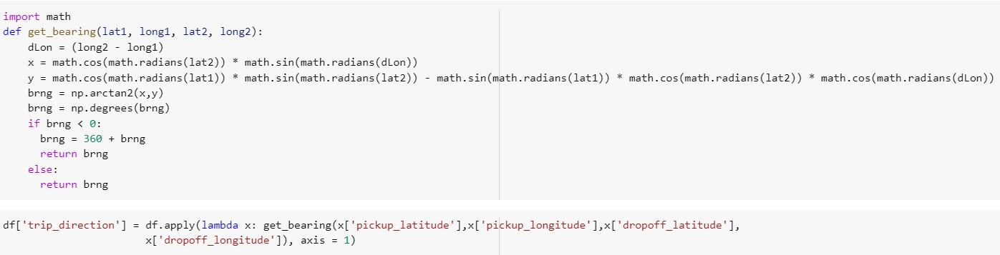 import math
def get_bearing(lat1, long1, lat2, long2):
    dLon = (long2 - long1)
    x = math.cos(math.radians(lat2)) * math.sin(math.radians(dLon))
    y = math.cos(math.radians(lat1)) * math.sin(math.radians(lat2)) - math.sin(math.radians(lat1)) * math.cos(math.radians(lat2)) * math.cos(math.radians(dLon))
    brng = np.arctan2(x,y)
    brng = np.degrees(brng)
    if brng < 0:
      brng = 360 + brng
      return brng
    else:
      return brng
df['trip_direction'] = df.apply(lambda x: get_bearing(x['pickup_latitude'],x['pickup_longitude'],x['dropoff_latitude'],
                       x['dropoff_longitude']), axis = 1)